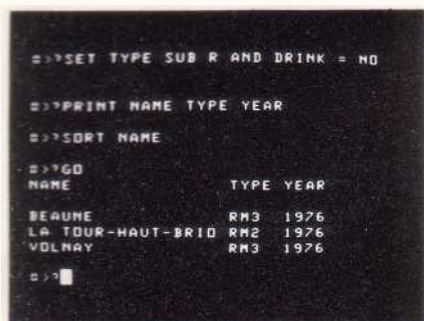 =>?SET TYPE SUB R AND DRINK = NO
=>?PRINT NAME TYPE YEAR
=>?SORT NAME
=>?GO
NAME TYPE YEAR
BEAUNE RM3 1976
LA TOUR-HAUT-BRIO RM2 1976
VOLNAY RM3 1976
=>?